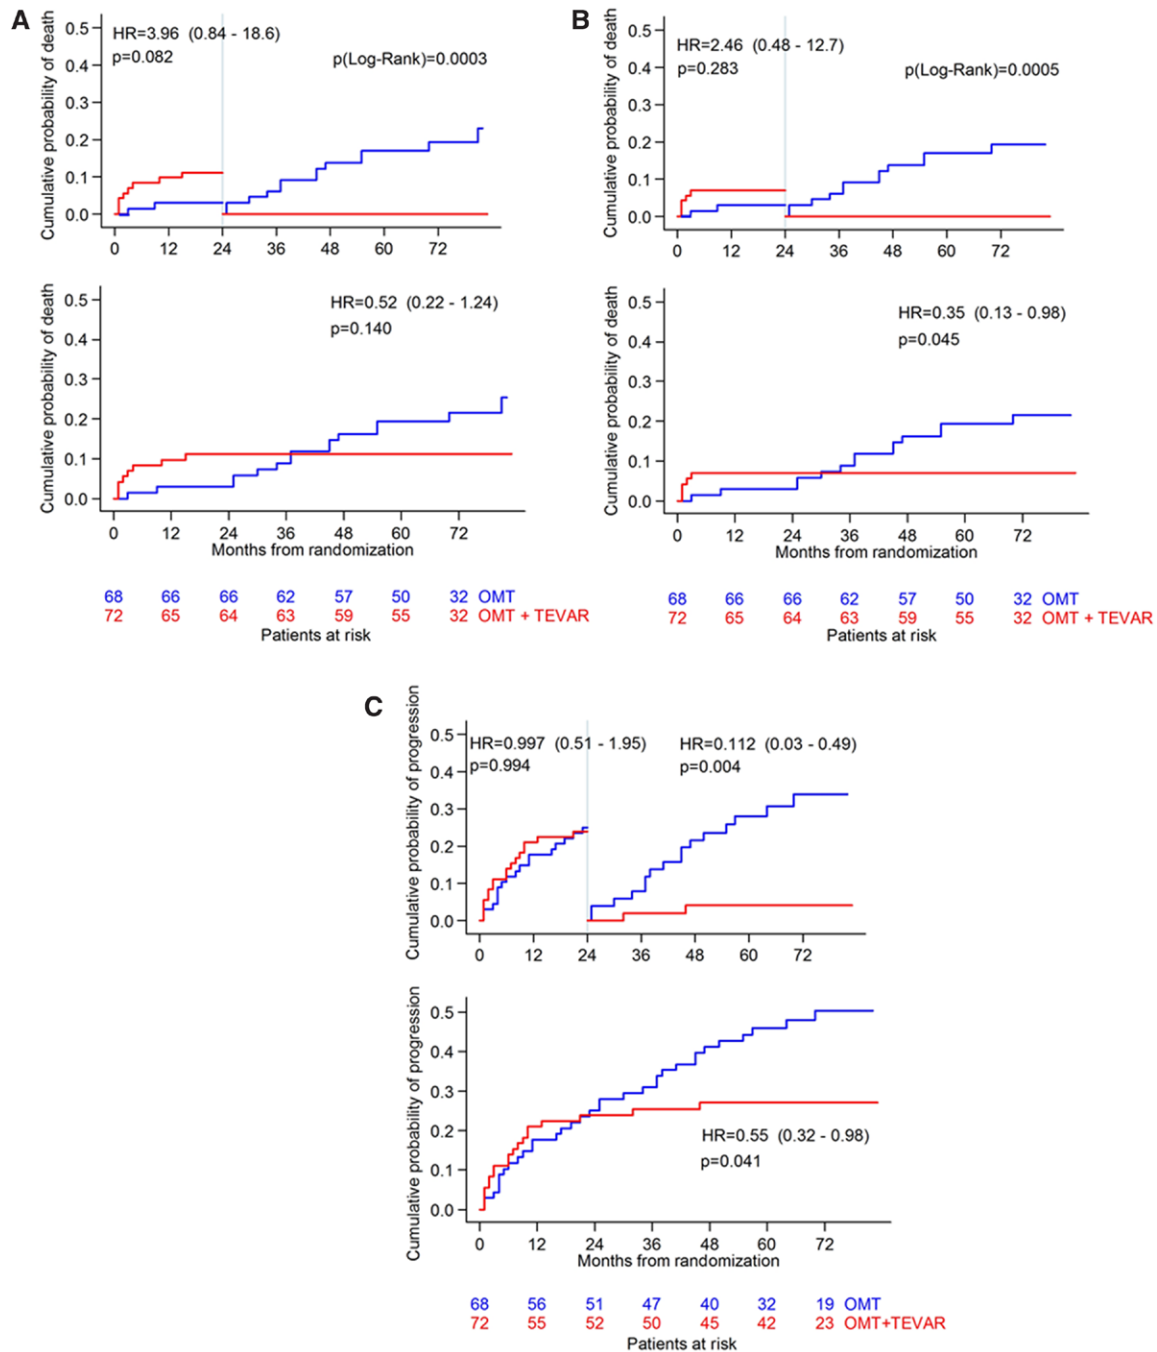 A
Cumulative probability of death
0.5
0.4
0.3
0.2
0.1
0.0
HR=3.96 (0.84 - 18.6)
p=0.082
p(Log-Rank)=0.0003
0 12 24 36 48 60 72
Cumulative probability of death
0.5
0.4
0.3
0.2
0.1
0.0
HR=0.52 (0.22 - 1.24)
p=0.140
0 12 24 36 48 60 72
Months from randomization
68 66 66 62 57 50 32 OMT
72 65 64 63 59 55 32 OMT + TEVAR
Patients at risk
B
Cumulative probability of death
0.5
0.4
0.3
0.2
0.1
0.0
HR=2.46 (0.48 - 12.7)
p=0.283
p(Log-Rank)=0.0005
0 12 24 36 48 60 72
Cumulative probability of death
0.5
0.4
0.3
0.2
0.1
0.0
HR=0.35 (0.13 - 0.98)
p=0.045
0 12 24 36 48 60 72
Months from randomization
68 66 66 62 57 50 32 OMT
72 65 64 63 59 55 32 OMT + TEVAR
Patients at risk
C
Cumulative probability of progression
0.5
0.4
0.3
0.2
0.1
0.0
HR=0.997 (0.51 - 1.95)
p=0.994
HR=0.112 (0.03 - 0.49)
p=0.004
0 12 24 36 48 60 72
Cumulative probability of progression
0.5
0.4
0.3
0.2
0.1
0.0
HR=0.55 (0.32 - 0.98)
p=0.041
0 12 24 36 48 60 72
Months from randomization
68 56 51 47 40 32 19 OMT
72 55 52 50 45 42 23 OMT+TEVAR
Patients at risk